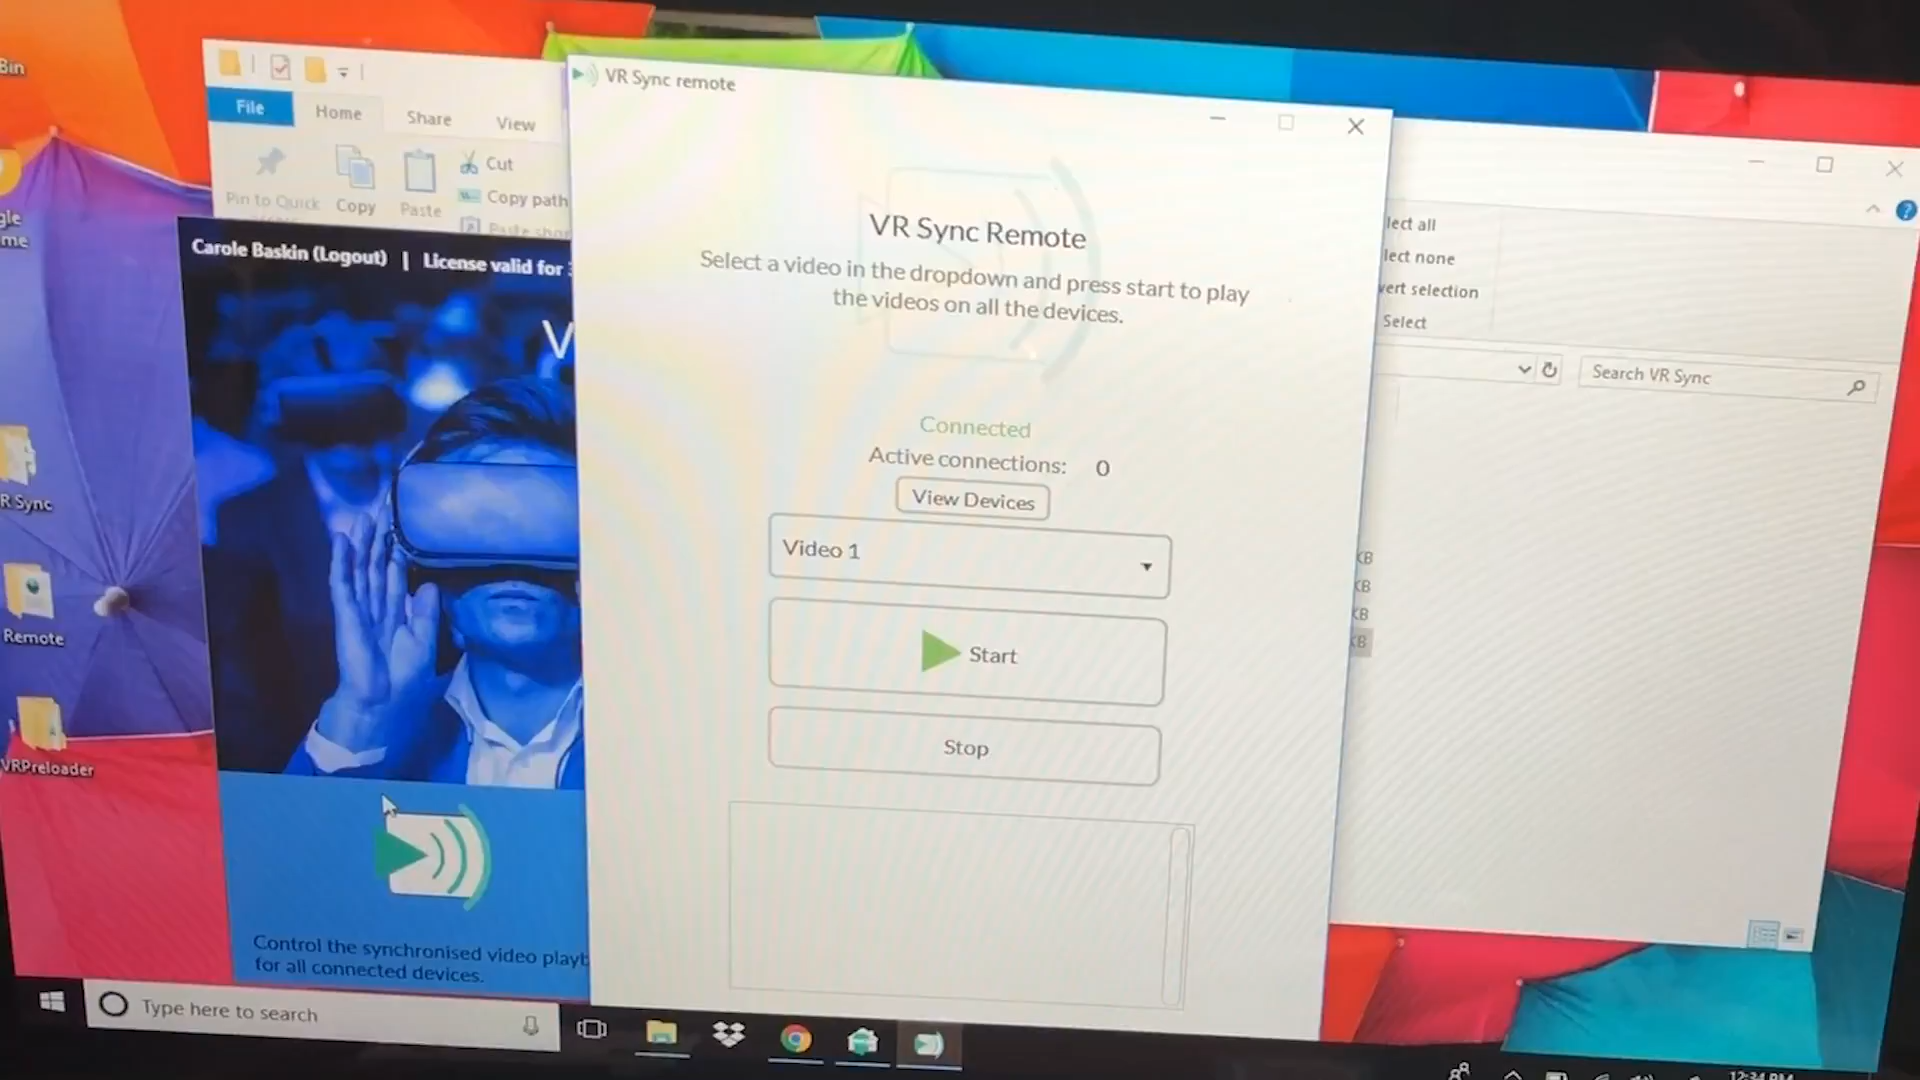 Bin
VR Sync remote
File
Home
Share
View
Pin to Quick
Copy
Paste
Cut
Copy path
Carole Baskin (Logout) | License valid for
V
VR Sync Remote
Select a video in the dropdown and press start to play
the videos on all the devices.
Connected
Active connections: 0
View Devices
Video 1
Start
Stop
lect all
lect none
vert selection
Select
Search VR Sync
KB
KB
KB
KB
gle
me
R Sync
Remote
VRPreloader
Control the synchronised video playb
for all connected devices.
Type here to search
12:34 PM